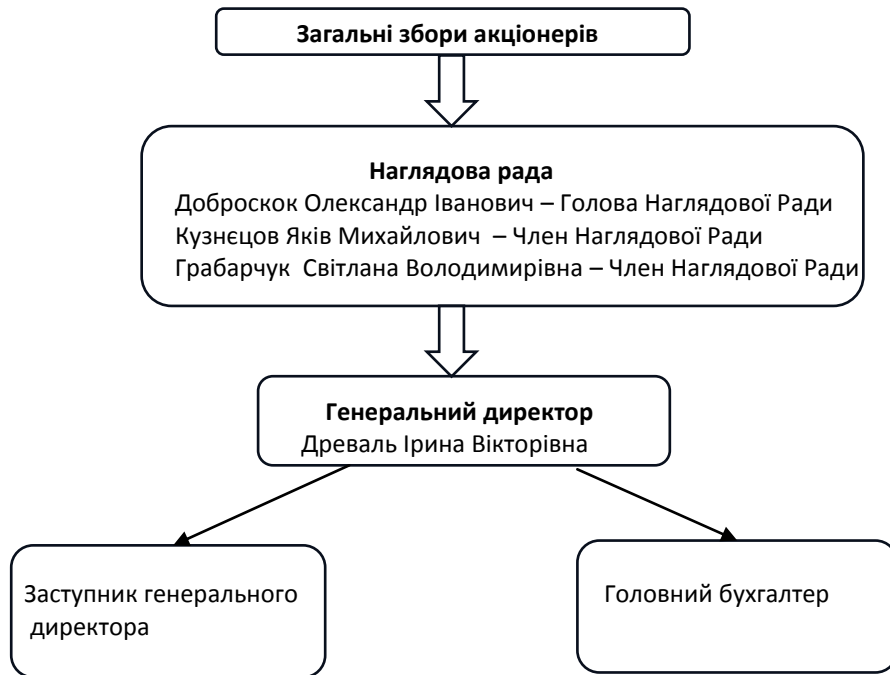 Загальні збори акціонерів
Наглядова рада
Доброскок Олександр Іванович – Голова Наглядової Ради
Кузнєцов Яків Михайлович – Член Наглядової Ради
Грабарчук Світлана Володимирівна – Член Наглядової Ради
Генеральний директор
Древаль Ірина Вікторівна
Заступник генерального
директора
Головний бухгалтер